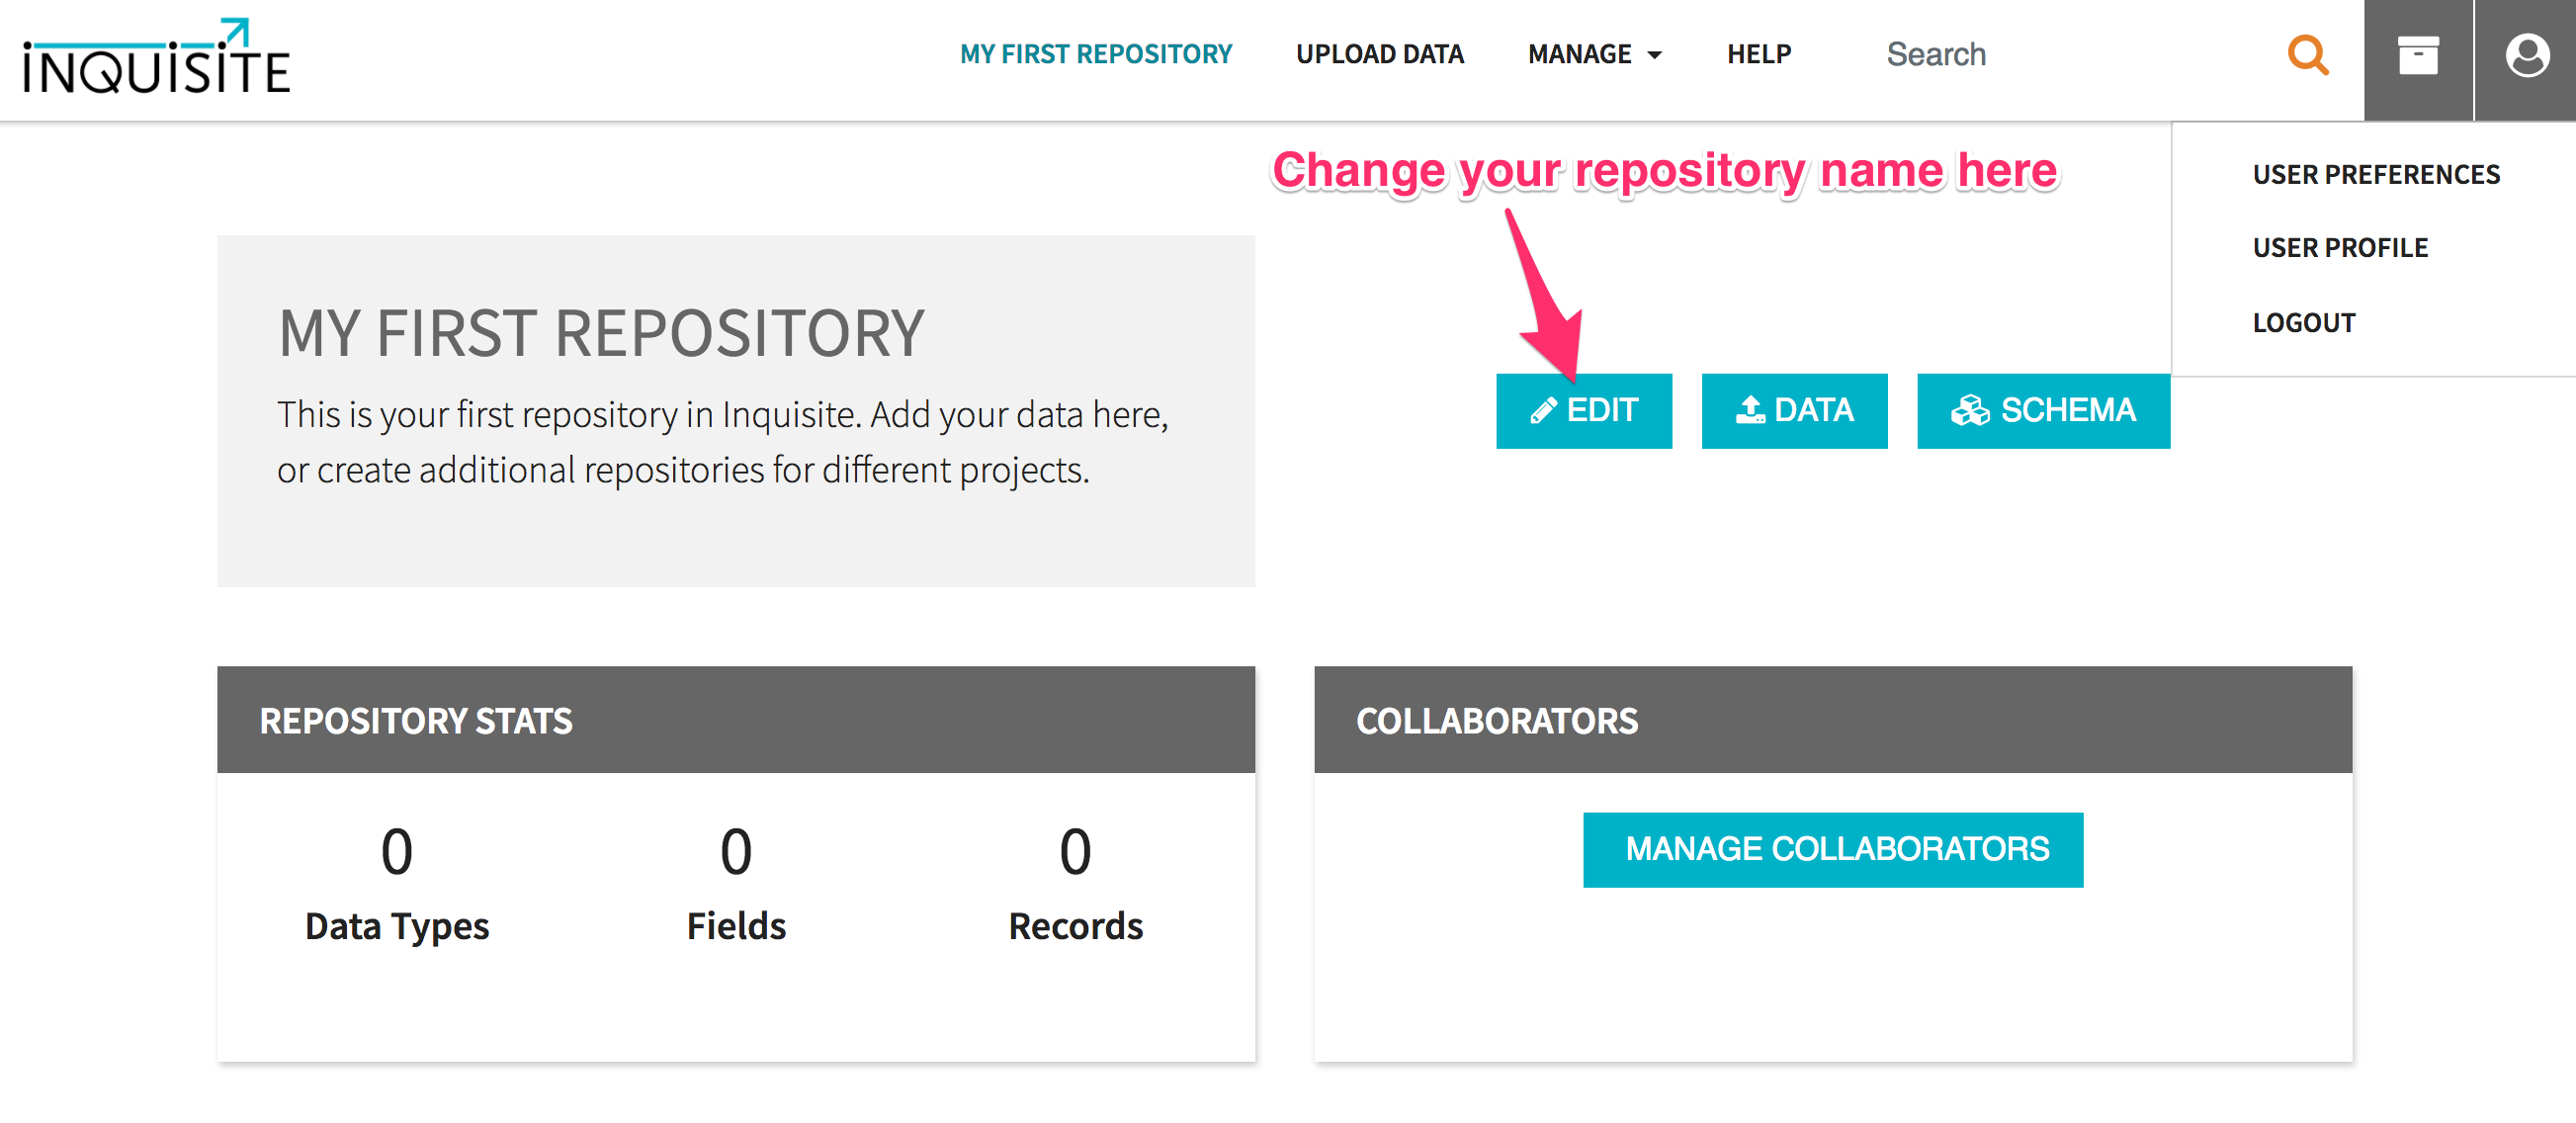 iNQUiSiTE
MY FIRST REPOSITORY
UPLOAD DATA
MANAGE
HELP
Search
Change your repository name here
USER PREFERENCES
USER PROFILE
LOGOUT
MY FIRST REPOSITORY
This is your first repository in Inquisite. Add your data here,
or create additional repositories for different projects.
EDIT
DATA
SCHEMA
REPOSITORY STATS
0
Data Types
0
Fields
0
Records
COLLABORATORS
MANAGE COLLABORATORS